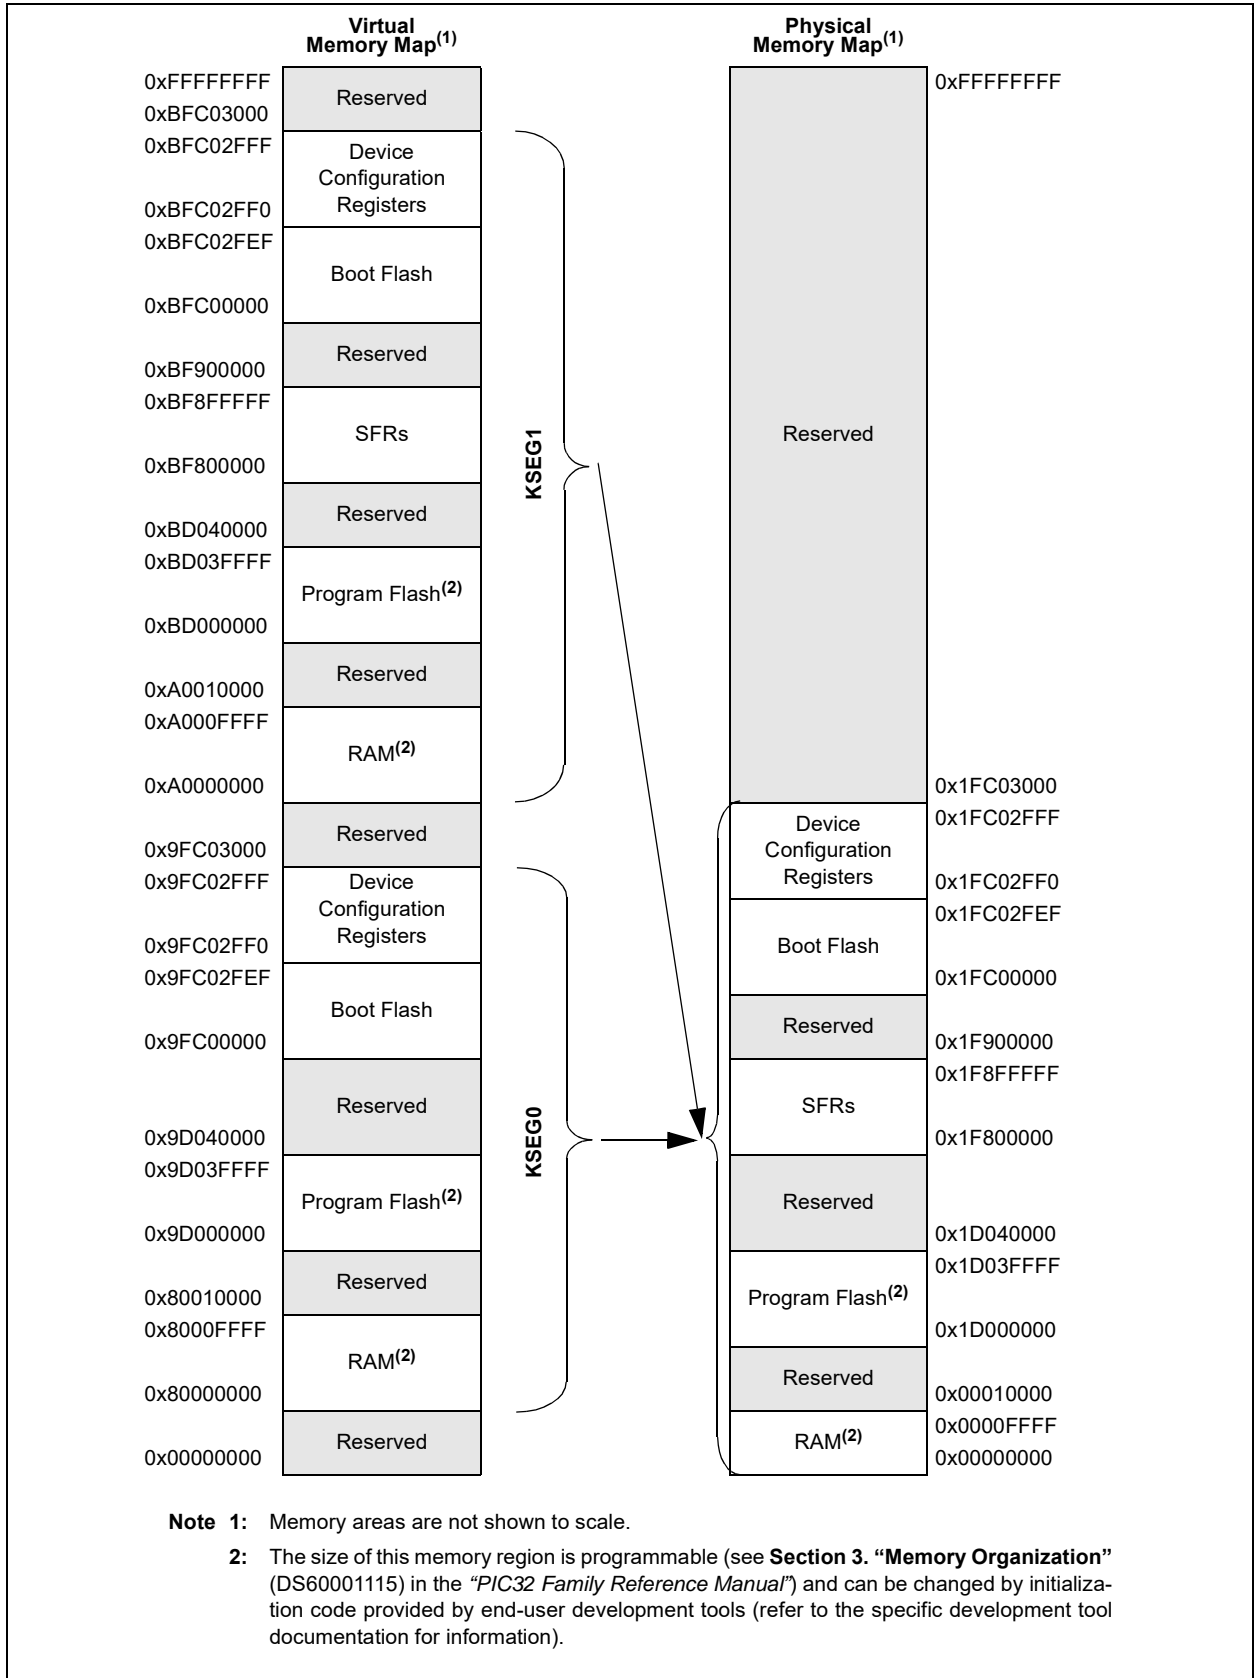 Virtual
Memory Map(1)
Physical
Memory Map(1)
0xFFFFFFFF
Reserved
0xBFC03000
0xBFC02FFF
Device
Configuration
Registers
0xBFC02FF0
0xBFC02FEF
Boot Flash
0xBFC00000
Reserved
0xBF900000
0xBF8FFFFF
SFRs
0xBF800000
Reserved
0xBD040000
0xBD03FFFF
Program Flash(2)
0xBD000000
Reserved
0xA0010000
0xA000FFFF
RAM(2)
0xA0000000
Reserved
0x9FC03000
0x9FC02FFF
Device
Configuration
Registers
0x9FC02FF0
0x9FC02FEF
Boot Flash
0x9FC00000
Reserved
0x9D040000
0x9D03FFFF
Program Flash(2)
0x9D000000
Reserved
0x80010000
0x8000FFFF
RAM(2)
0x80000000
Reserved
0x00000000
KSEG1
KSEG0
0xFFFFFFFF
Reserved
0x1FC03000
0x1FC02FFF
Device
Configuration
Registers
0x1FC02FF0
0x1FC02FEF
Boot Flash
0x1FC00000
Reserved
0x1F900000
0x1F8FFFFF
SFRs
0x1F800000
Reserved
0x1D040000
0x1D03FFFF
Program Flash(2)
0x1D000000
Reserved
0x00010000
0x0000FFFF
RAM(2)
0x00000000
Note 1: Memory areas are not shown to scale.
2: The size of this memory region is programmable (see Section 3. “Memory Organization”
(DS60001115) in the “PIC32 Family Reference Manual”) and can be changed by initializa-
tion code provided by end-user development tools (refer to the specific development tool
documentation for information).